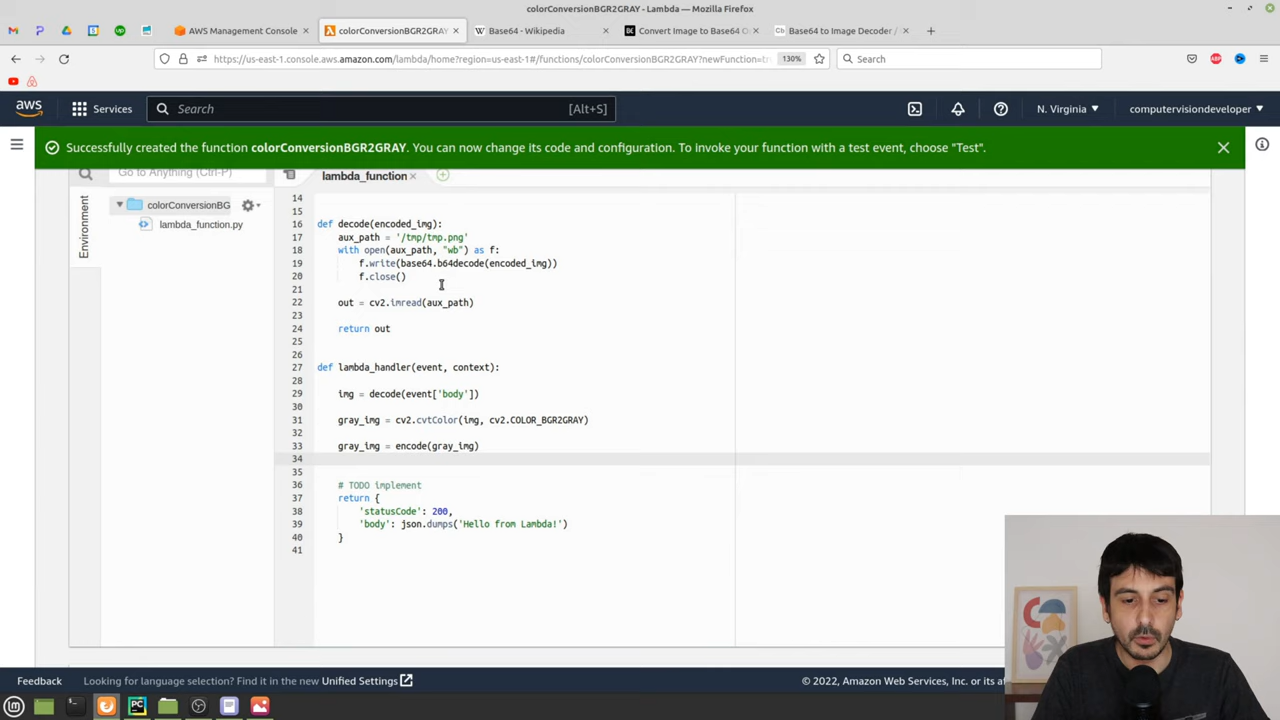 colorConversionBGR2GRAY - Lambda — Mozilla Firefox
AWS Management Console × colorConversionBGR2GRAY × Base64 - Wikipedia × Convert Image to Base64 O × Base64 to Image Decoder / ×
https://us-east-1.console.aws.amazon.com/lambda/home?region=us-east-1#/functions/colorConversionBGR2GRAY?newFunction=tr 130% Search
aws Services Search [Alt+S] N. Virginia computervisiondeveloper
Successfully created the function colorConversionBGR2GRAY. You can now change its code and configuration. To invoke your function with a test event, choose "Test".
Go to Anything (Ctrl-P) lambda_function ×
Environment
colorConversionBG
lambda_function.py
14
15
16 def decode(encoded_img):
17 aux_path = '/tmp/tmp.png'
18 with open(aux_path, "wb") as f:
19 f.write(base64.b64decode(encoded_img))
20 f.close()
21
22 out = cv2.imread(aux_path)
23
24 return out
25
26
27 def lambda_handler(event, context):
28
29 img = decode(event['body'])
30
31 gray_img = cv2.cvtColor(img, cv2.COLOR_BGR2GRAY)
32
33 gray_img = encode(gray_img)
34
35
36 # TODO implement
37 return {
38 'statusCode': 200,
39 'body': json.dumps('Hello from Lambda!')
40 }
41
Feedback Looking for language selection? Find it in the new Unified Settings © 2022, Amazon Web Services, Inc. or its